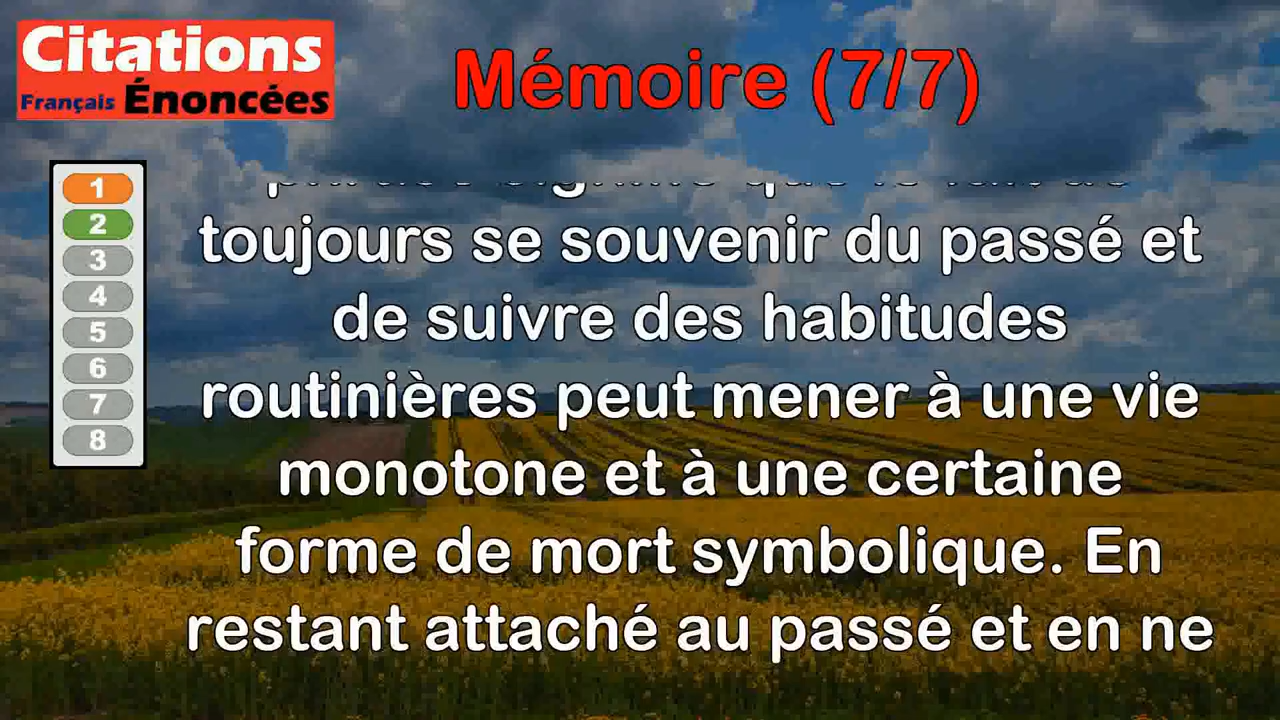 Citations
Français Énoncées
Mémoire (7/7)
1
2
3
4
5
6
7
8
toujours se souvenir du passé et
de suivre des habitudes
routinières peut mener à une vie
monotone et à une certaine
forme de mort symbolique. En
restant attaché au passé et en ne